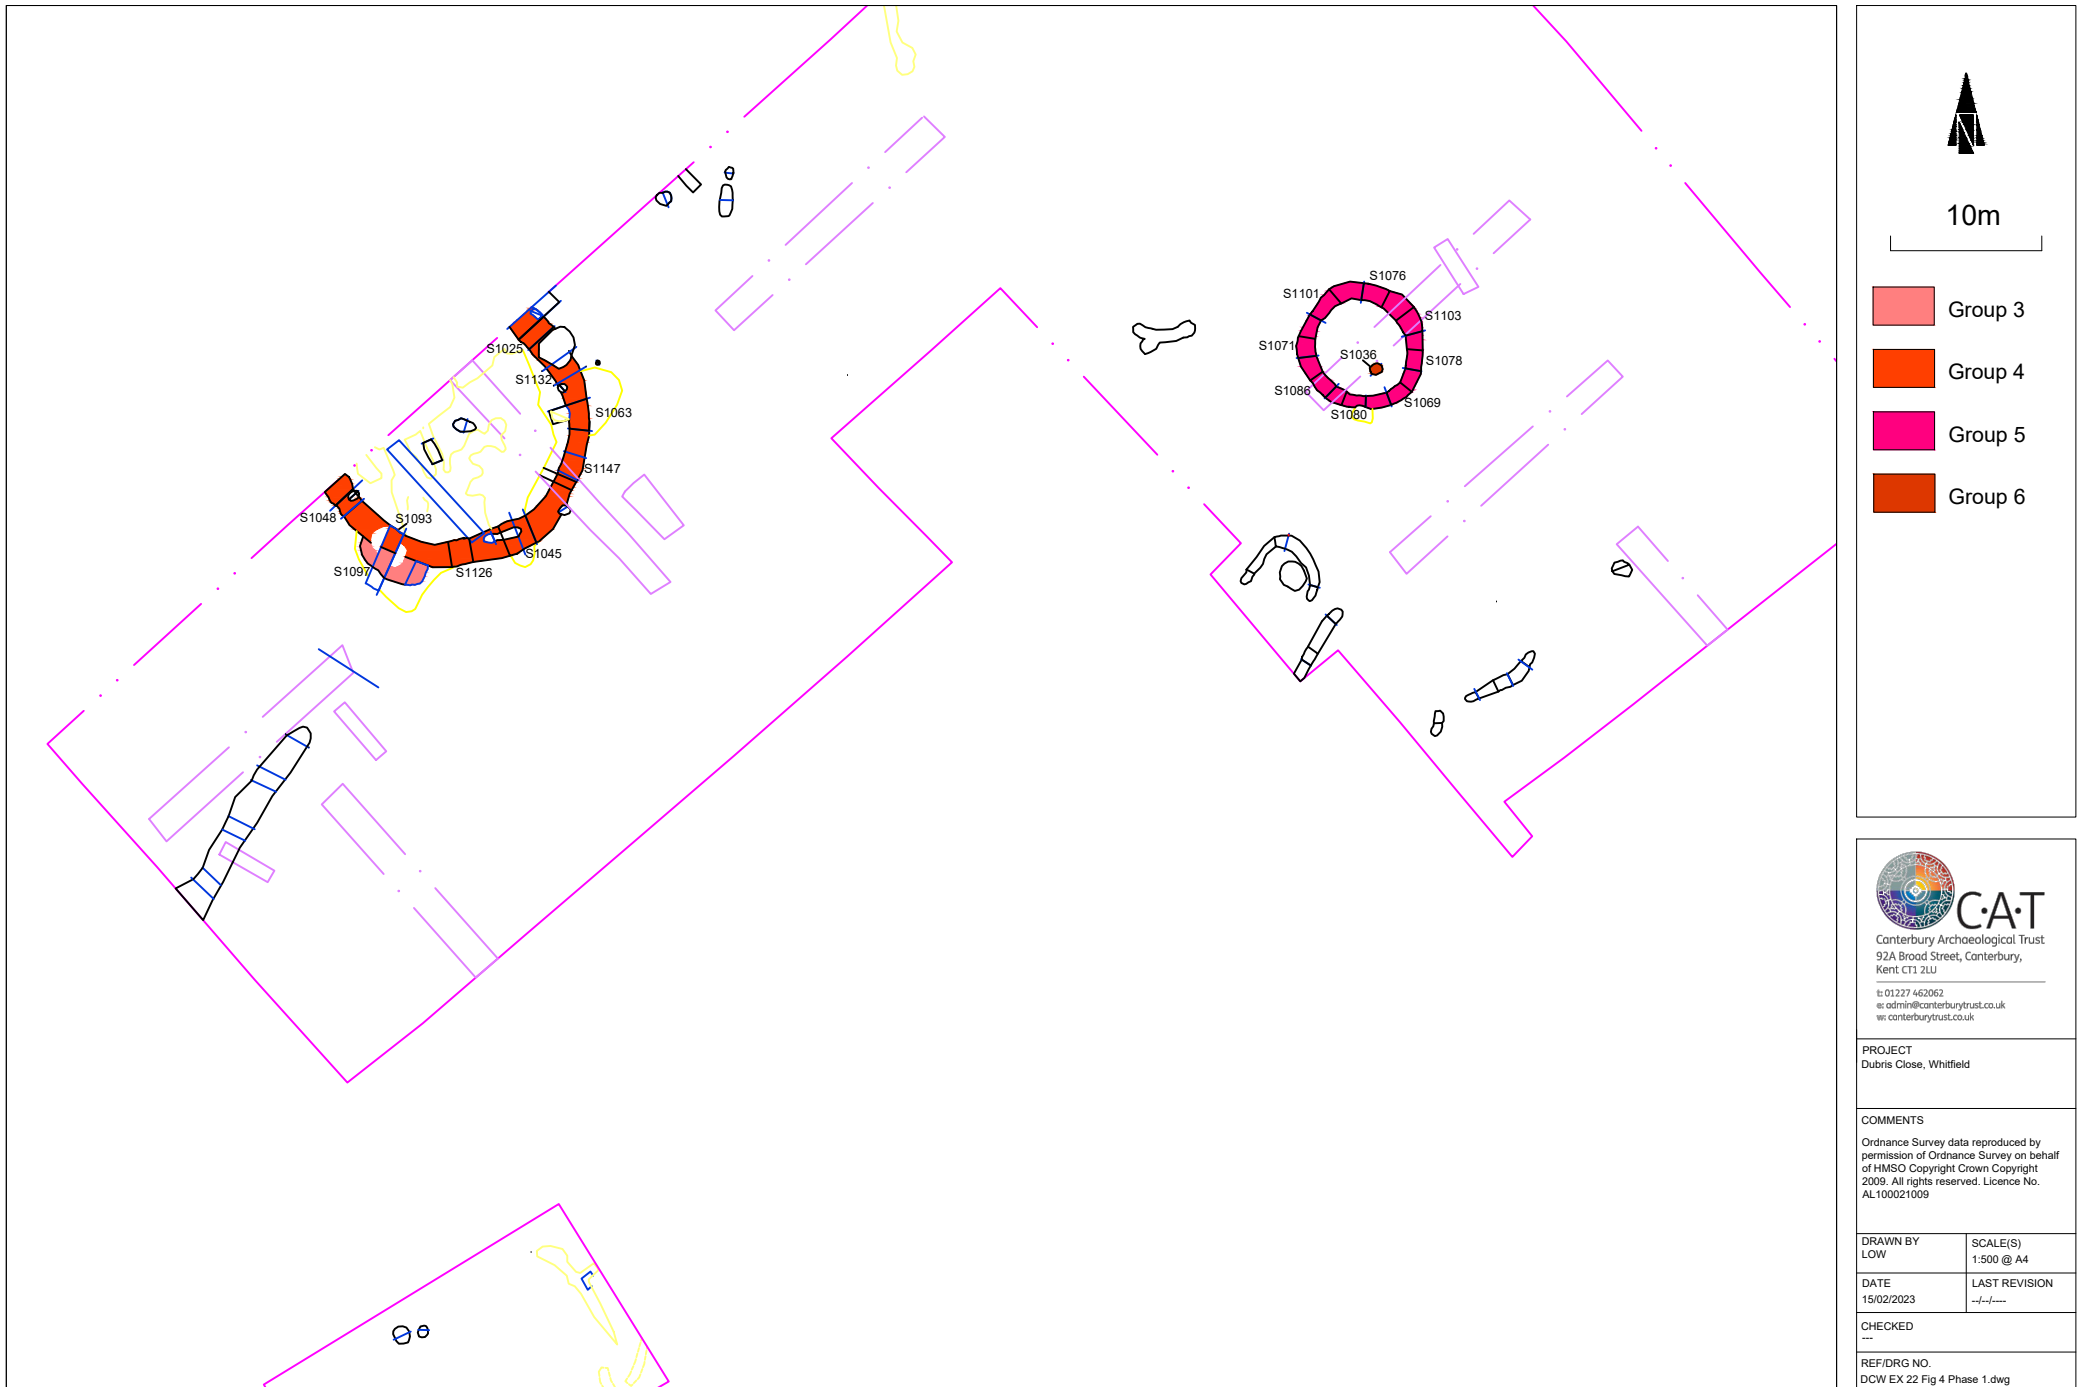 S1025
S1132
S1063
S1147
S1048
S1093
S1097
S1126
S1045
S1076
S1101
S1103
S1071
S1036
S1078
S1086
S1080
S1069
N
10m
Group 3
Group 4
Group 5
Group 6
C·A·T
Canterbury Archaeological Trust
92A Broad Street, Canterbury,
Kent CT1 2LU
t: 01227 462062
e: admin@canterburytrust.co.uk
w: canterburytrust.co.uk
PROJECT
Dubris Close, Whitfield
COMMENTS
Ordnance Survey data reproduced by
permission of Ordnance Survey on behalf
of HMSO Copyright Crown Copyright
2009. All rights reserved. Licence No.
AL100021009
DRAWN BY
LOW
SCALE(S)
1:500 @ A4
DATE
15/02/2023
LAST REVISION
--/--/----
CHECKED
---
REF/DRG NO.
DCW EX 22 Fig 4 Phase 1.dwg